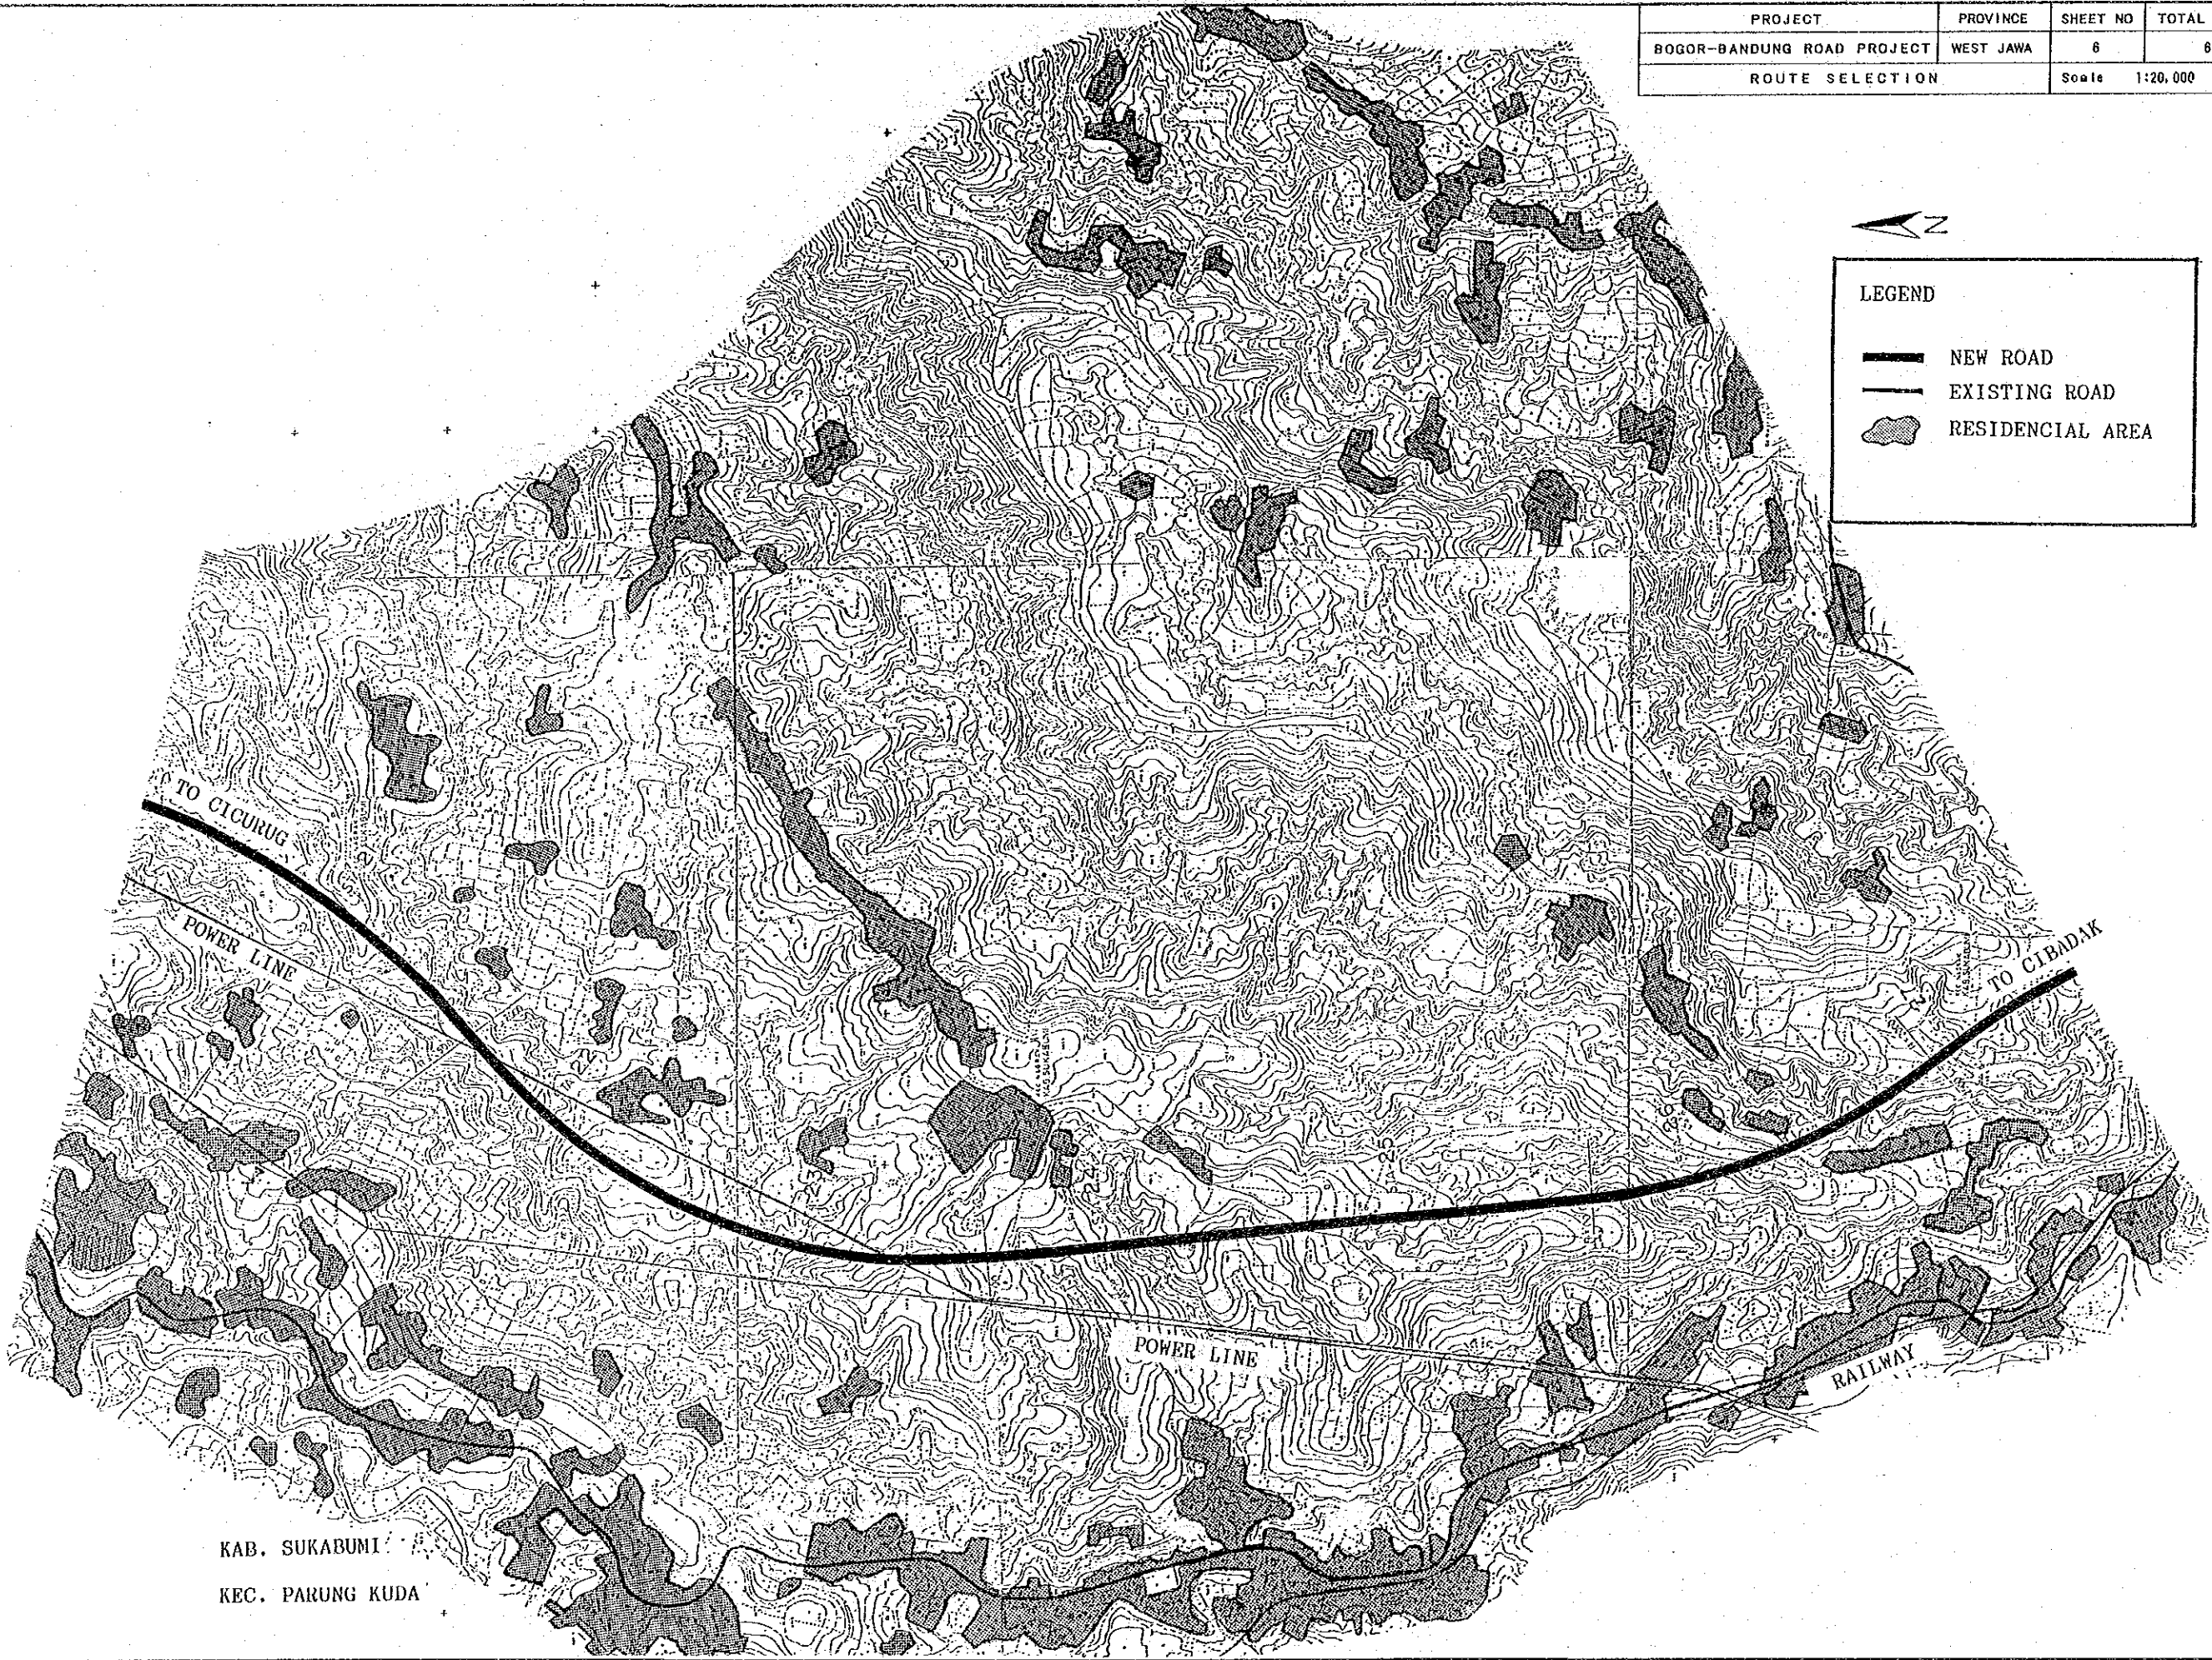 PROJECT PROVINCE SHEET NO TOTAL
BOGOR-BANDUNG ROAD PROJECT WEST JAWA 6 6
ROUTE SELECTION Scale 1:20,000
N
LEGEND
NEW ROAD
EXISTING ROAD
RESIDENCIAL AREA
TO CICURUG
POWER LINE
TO CIBADAK
POWER LINE
RAILWAY
KAB. SUKABUMI
KEC. PARUNG KUDA